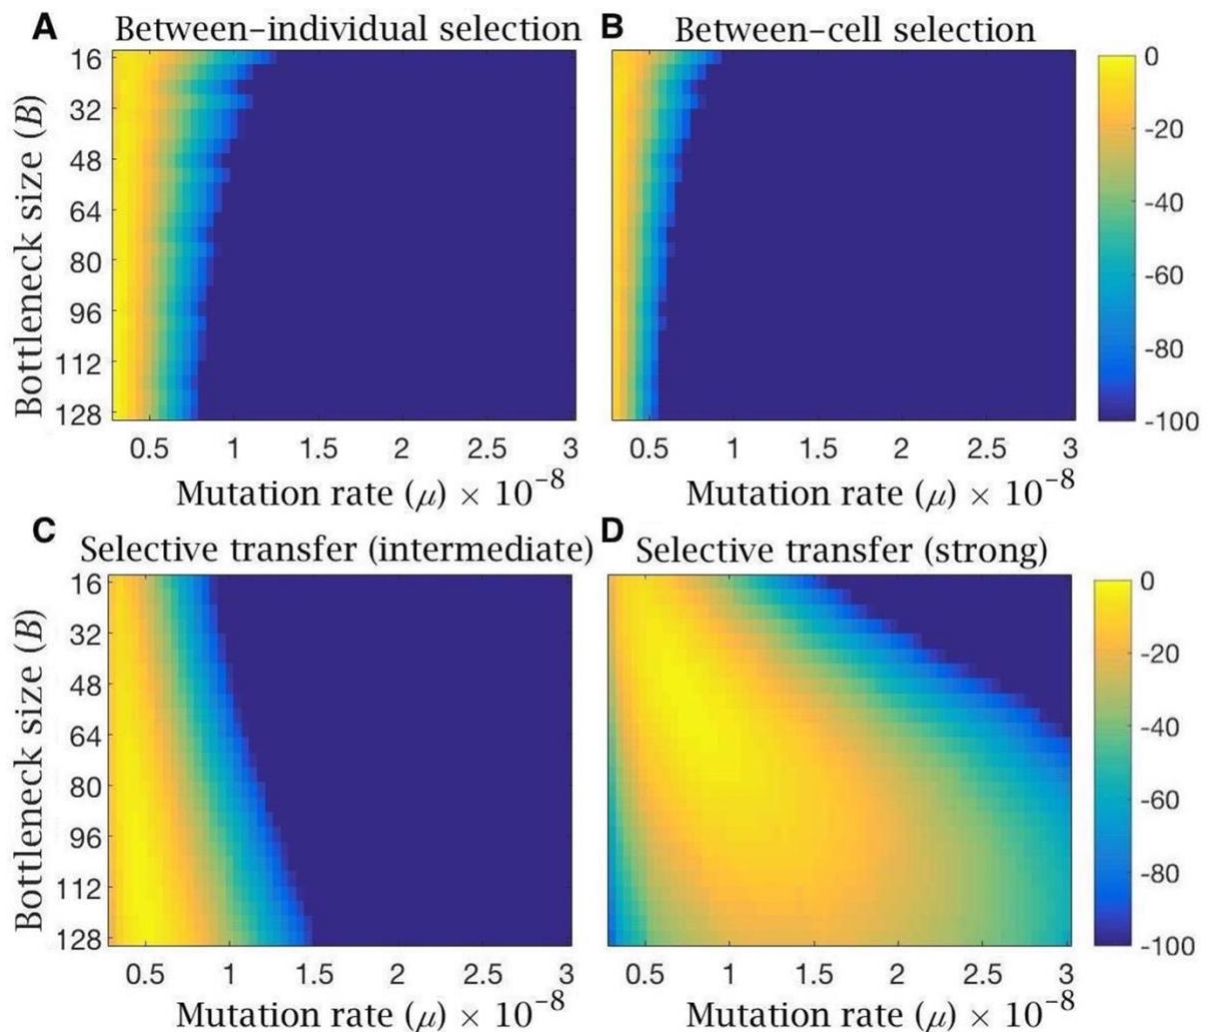 A Between-individual selection B Between-cell selection
Bottleneck size (B)
16
32
48
64
80
96
112
128
0.5 1 1.5 2 2.5 3
Mutation rate (μ) × 10⁻⁸
0.5 1 1.5 2 2.5 3
Mutation rate (μ) × 10⁻⁸
0
-20
-40
-60
-80
-100
C Selective transfer (intermediate) D Selective transfer (strong)
Bottleneck size (B)
16
32
48
64
80
96
112
128
0.5 1 1.5 2 2.5 3
Mutation rate (μ) × 10⁻⁸
0.5 1 1.5 2 2.5 3
Mutation rate (μ) × 10⁻⁸
0
-20
-40
-60
-80
-100